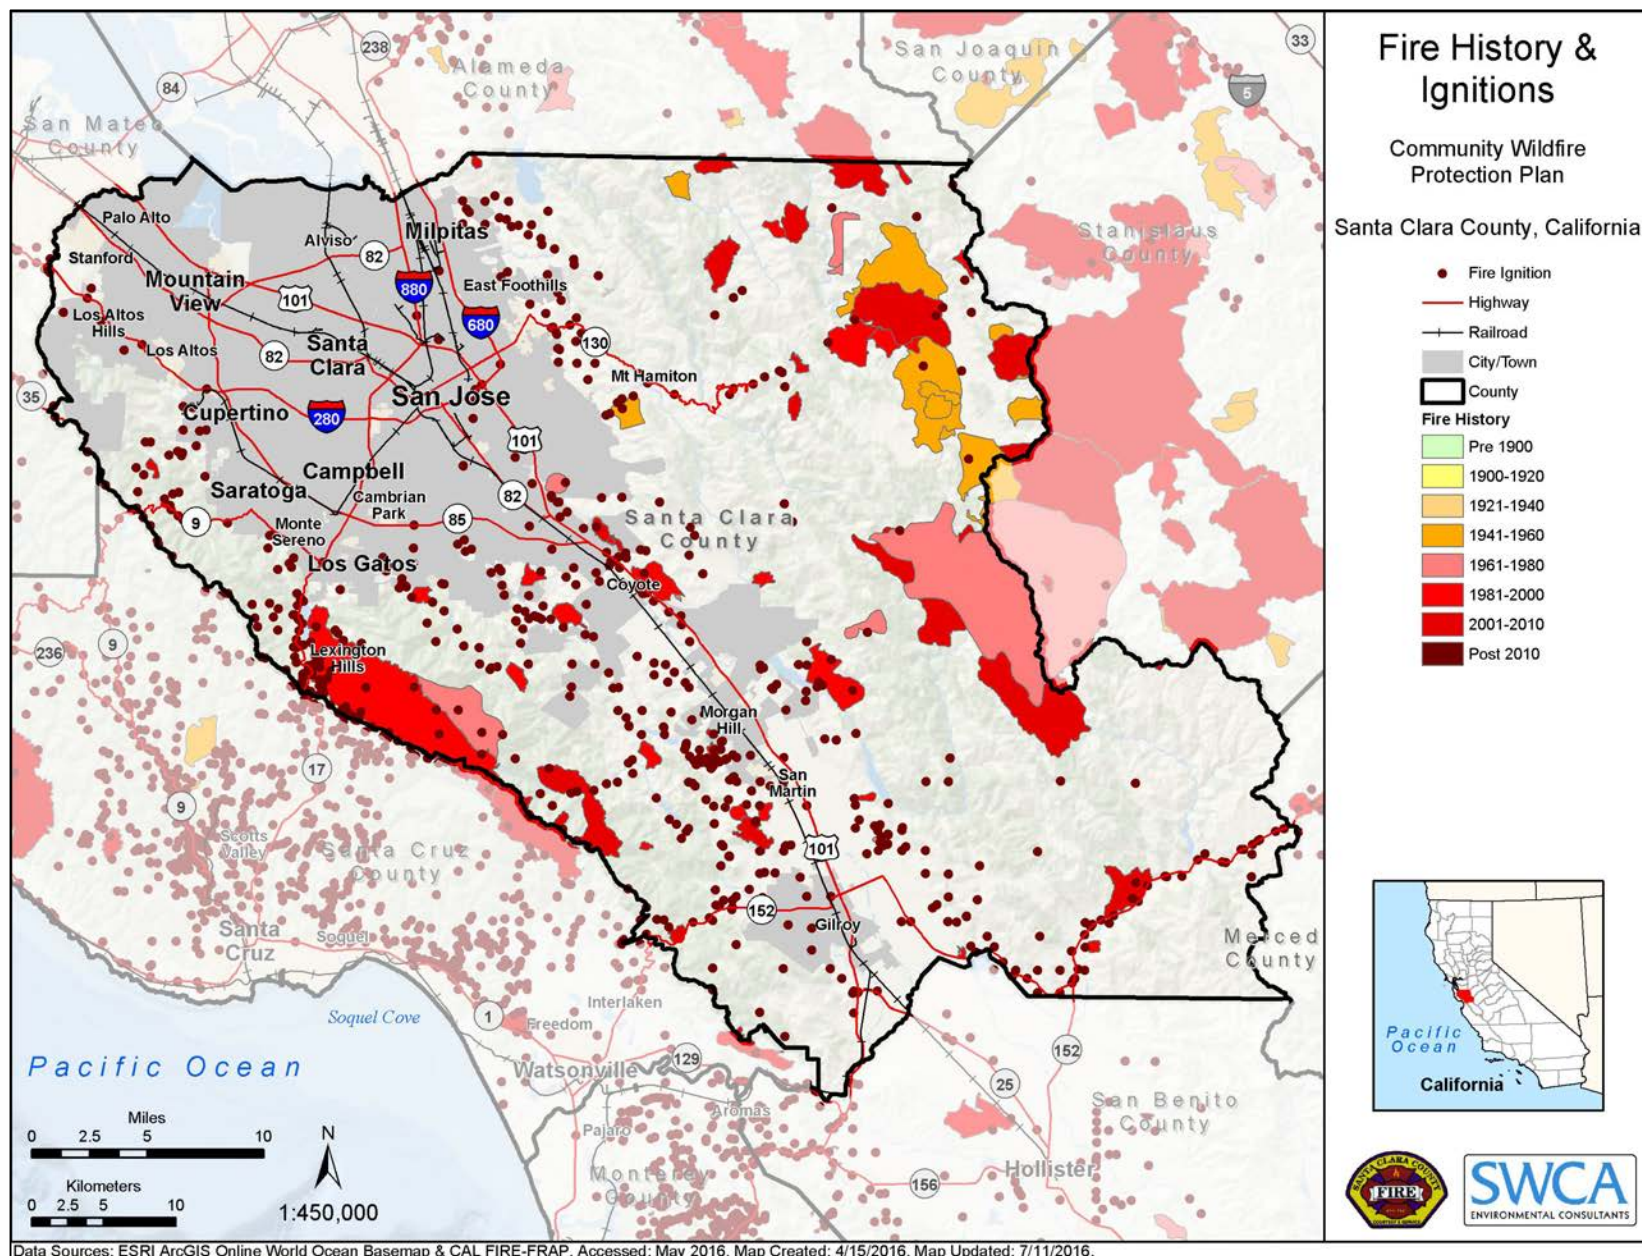 Fire History &
Ignitions
Community Wildfire
Protection Plan
Santa Clara County, California
Fire Ignition
Highway
Railroad
City/Town
County
Fire History
Pre 1900
1900-1920
1921-1940
1941-1960
1961-1980
1981-2000
2001-2010
Post 2010
238
84
33
5
Alameda
County
San Joaquin
County
San Mateo
County
Stanislaus
County
Palo Alto
Alviso
Milpitas
82
Stanford
Mountain
View
101
880
East Foothills
680
Los Altos
Hills
Los Altos
82
Santa
Clara
130
Mt Hamiton
35
Cupertino
280
San Jose
101
Campbell
Saratoga
Cambrian
Park
82
9
Monte
Sereno
85
Santa Clara
County
Los Gatos
Coyote
236
9
Lexington
Hills
Morgan
Hill
17
San
Martin
9
Scotts
Valley
Santa Cruz
County
101
152
Gilroy
Santa
Cruz
Soquel
Merced
County
Soquel Cove
1
Interlaken
Freedom
129
152
Watsonville
25
Pacific Ocean
Aromas
San Benito
County
Pajaro
Monterey
County
156
Hollister
Miles
0 2.5 5 10
Kilometers
0 2.5 5 10
N
1:450,000
Pacific
Ocean
California
SANTA CLARA COUNTY
FIRE
SWCA
ENVIRONMENTAL CONSULTANTS
Data Sources: ESRI ArcGIS Online World Ocean Basemap & CAL FIRE-FRAP. Accessed: May 2016. Map Created: 4/15/2016. Map Updated: 7/11/2016.